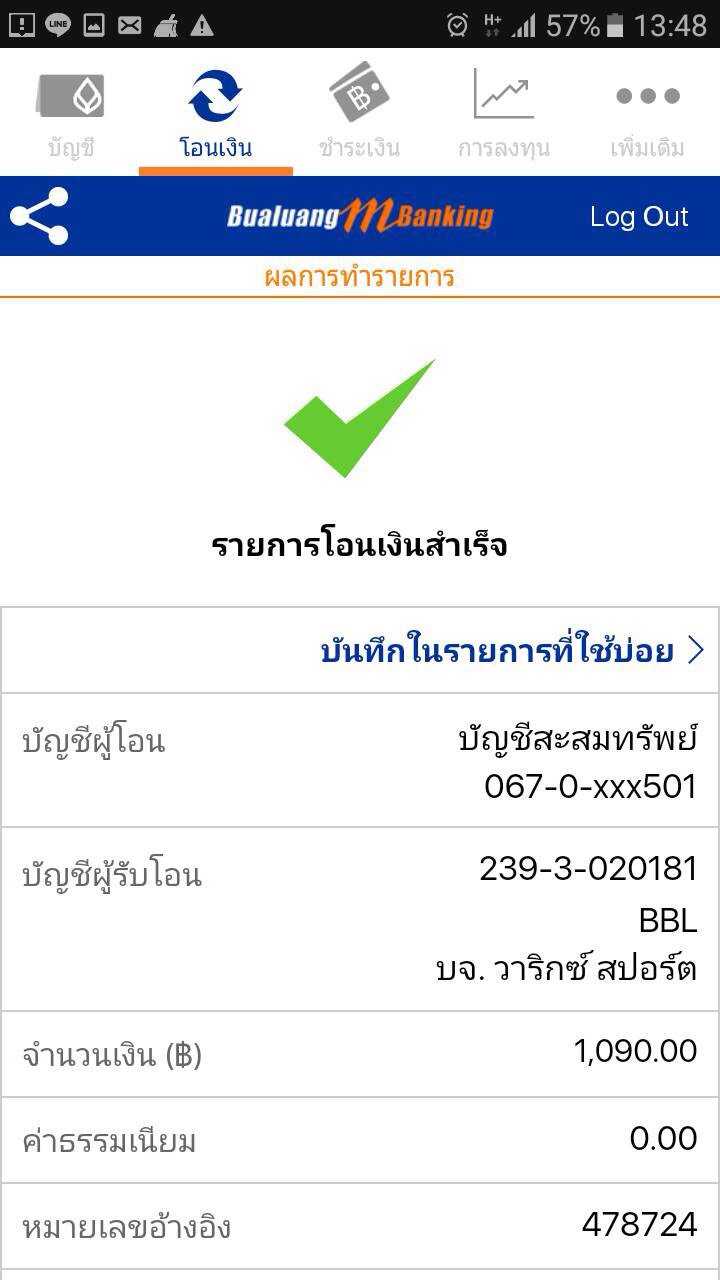 LINE H+ 57% 13:48
บัญชี โอนเงิน ชำระเงิน การลงทุน เพิ่มเติม
Bualuang mBanking Log Out
ผลการทำรายการ
รายการโอนเงินสำเร็จ
บันทึกในรายการที่ใช้บ่อย
บัญชีผู้โอน บัญชีสะสมทรัพย์
067-0-xxx501
บัญชีผู้รับโอน 239-3-020181
BBL
บจ. วาริกซ์ สปอร์ต
จำนวนเงิน (฿) 1,090.00
ค่าธรรมเนียม 0.00
หมายเลขอ้างอิง 478724